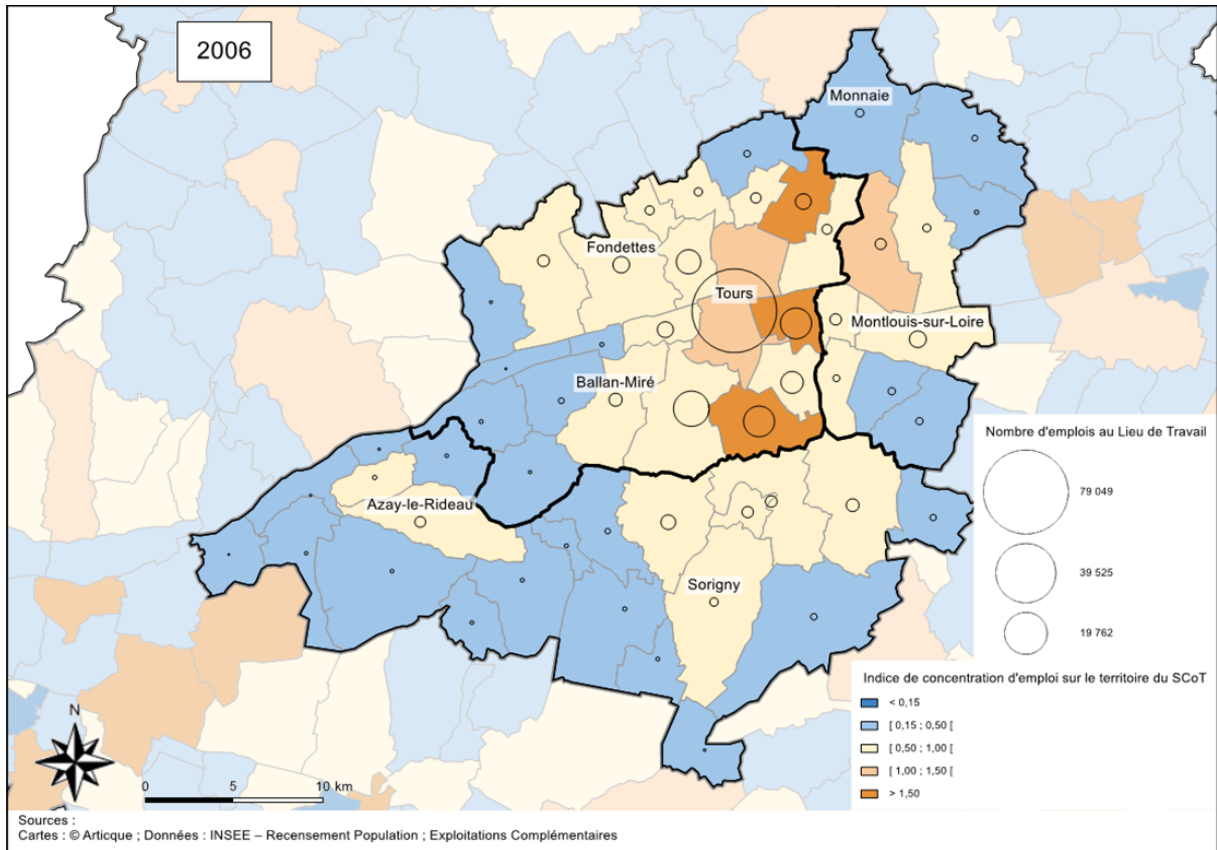 2006
Monnaie
Fondettes
Tours
Montlouis-sur-Loire
Ballan-Miré
Azay-le-Rideau
Sorigny
Nombre d'emplois au Lieu de Travail
79 049
39 525
19 762
Indice de concentration d'emploi sur le territoire du SCoT
< 0,15
[ 0,15 ; 0,50 [
[ 0,50 ; 1,00 [
[ 1,00 ; 1,50 [
> 1,50
N
0 5 10 km
Sources :
Cartes : © Articque ; Données : INSEE – Recensement Population ; Exploitations Complémentaires